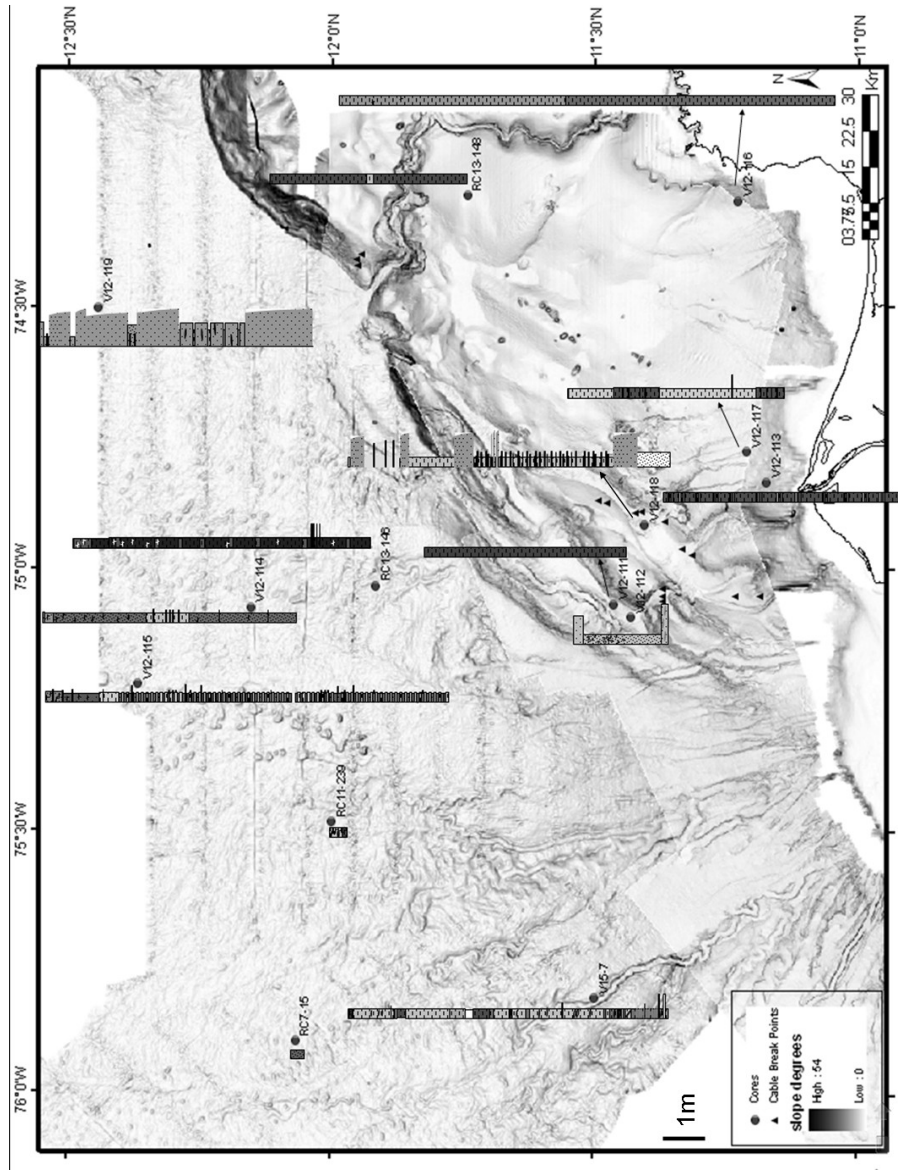 12°30'N
12°0'N
11°30'N
11°0'N
74°30'W
75°0'W
75°30'W
76°0'W
N
Km
30
22.5
15
7.5
03.75
V12-119
RC13-148
V12-116
V12-117
V12-113
V12-118
V12-111
V12-112
RC13-146
V12-114
V12-115
RC11-239
RC7-15
V15-7
1m
Cores
Cable Break Points
slope degrees
High : 54
Low : 0